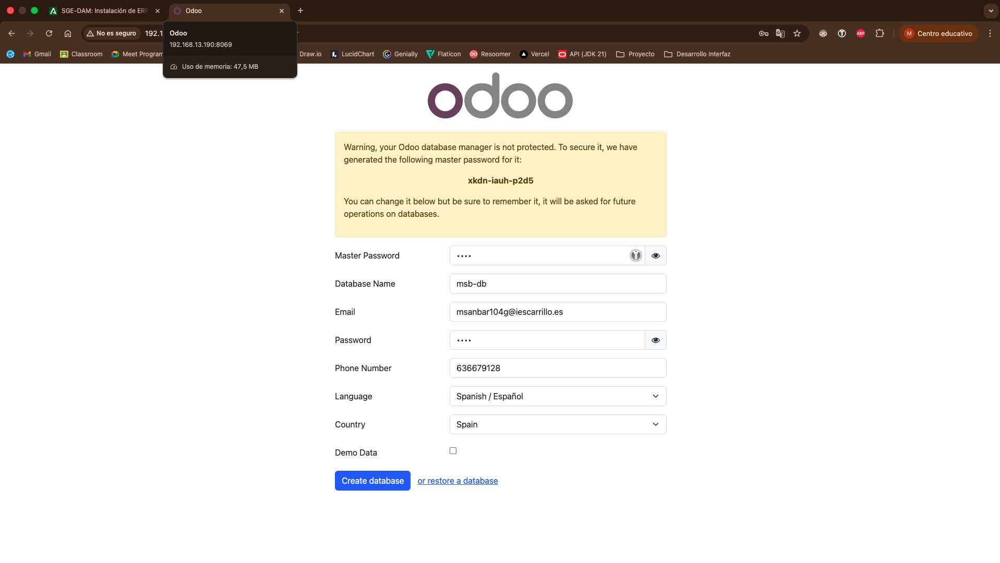 SGE-DAM: Instalación de ERP
Odoo
No es seguro
192.1
Odoo
192.168.13.190:8069
Uso de memoria: 47,5 MB
ABP
M
Centro educativo
Gmail
Classroom
Meet Program
Draw.io
LucidChart
Genially
Flaticon
Resoomer
Vercel
API (JDK 21)
Proyecto
Desarrollo Interfaz
odoo
Warning, your Odoo database manager is not protected. To secure it, we have
generated the following master password for it:
xkdn-iauh-p2d5
You can change it below but be sure to remember it, it will be asked for future
operations on databases.
Master Password
••••
Database Name
msb-db
Email
msanbar104g@iescarrillo.es
Password
••••
Phone Number
636679128
Language
Spanish / Español
Country
Spain
Demo Data
Create database
or restore a database